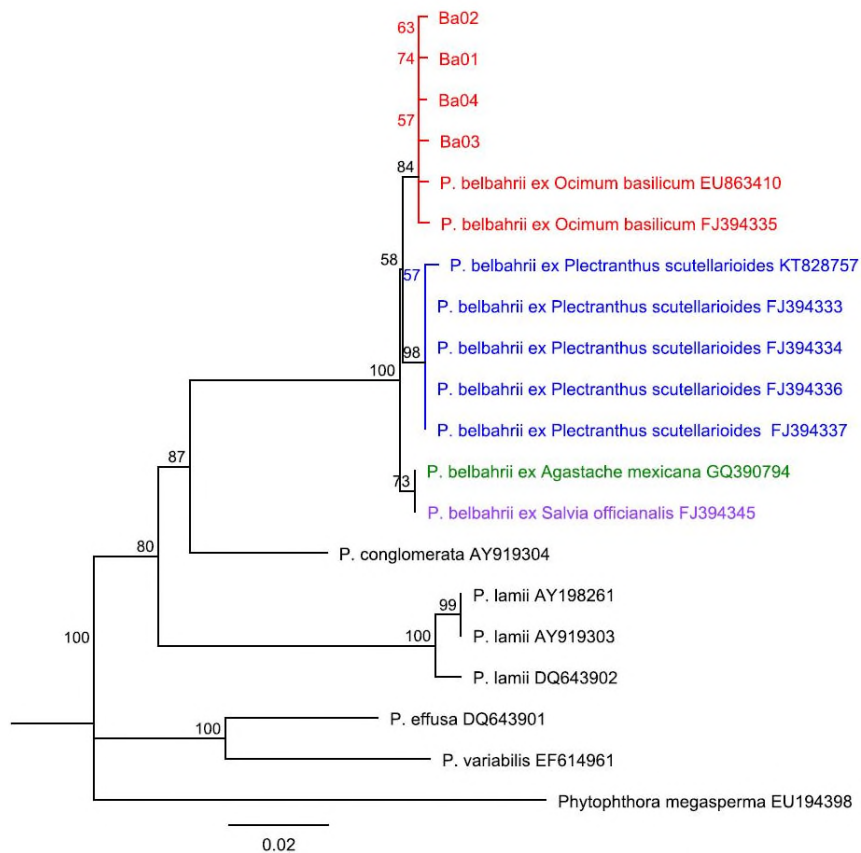 Ba02
63
74
Ba01
Ba04
57
Ba03
84
P. belbahrii ex Ocimum basilicum EU863410
P. belbahrii ex Ocimum basilicum FJ394335
58
57
P. belbahrii ex Plectranthus scutellarioides KT828757
P. belbahrii ex Plectranthus scutellarioides FJ394333
P. belbahrii ex Plectranthus scutellarioides FJ394334
98
100
P. belbahrii ex Plectranthus scutellarioides FJ394336
P. belbahrii ex Plectranthus scutellarioides FJ394337
87
P. belbahrii ex Agastache mexicana GQ390794
73
P. belbahrii ex Salvia officianalis FJ394345
80
P. conglomerata AY919304
P. lamii AY198261
99
100
100
P. lamii AY919303
P. lamii DQ643902
P. effusa DQ643901
100
P. variabilis EF614961
Phytophthora megasperma EU194398
0.02